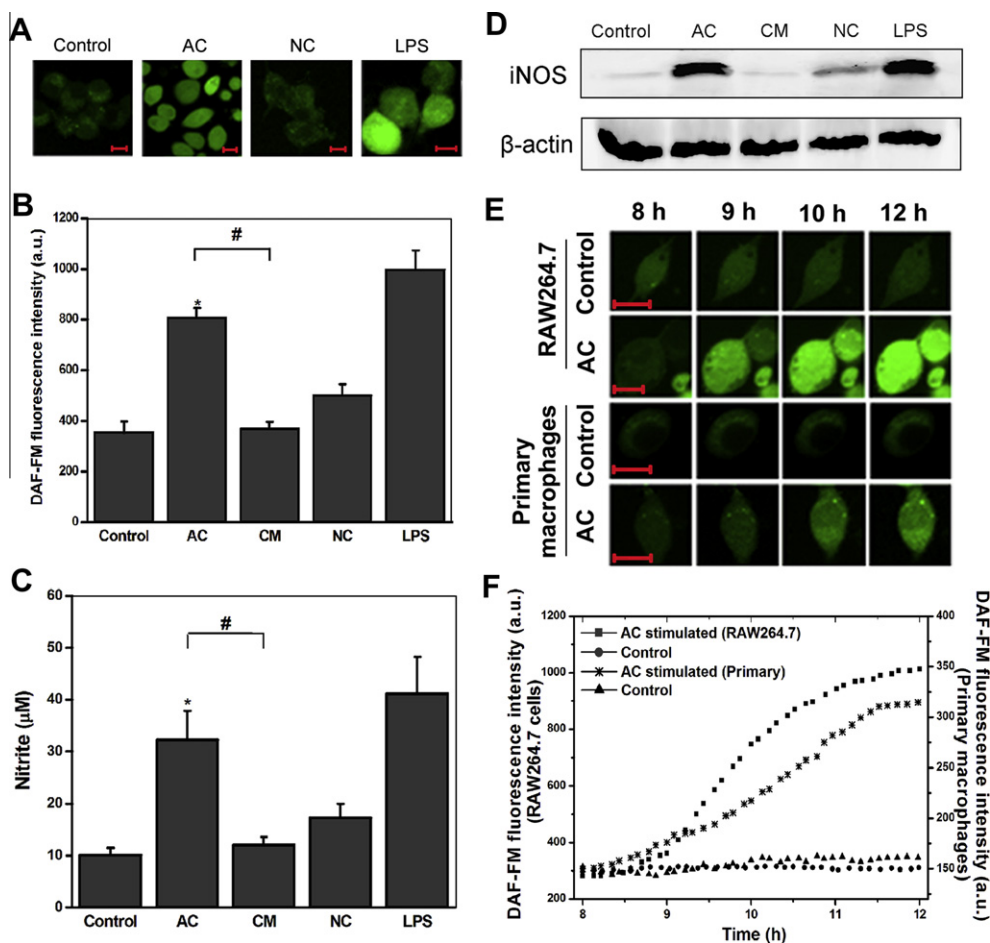 A
Control AC NC LPS
B
DAF-FM fluorescence intensity (a.u.)
1200
1000
800
600
400
200
0
#
*
Control AC CM NC LPS
C
Nitrite (µM)
60
50
40
30
20
10
0
#
*
Control AC CM NC LPS
D
Control AC CM NC LPS
iNOS
β-actin
E
8 h 9 h 10 h 12 h
RAW264.7
Control
AC
Primary
macrophages
Control
AC
F
DAF-FM fluorescence intensity (a.u.)
(RAW264.7 cells)
1200
1000
800
600
400
200
AC stimulated (RAW264.7)
Control
AC stimulated (Primary)
Control
400
350
300
250
200
150
DAF-FM fluorescence intensity (a.u.)
(Primary macrophages)
8 9 10 11 12
Time (h)